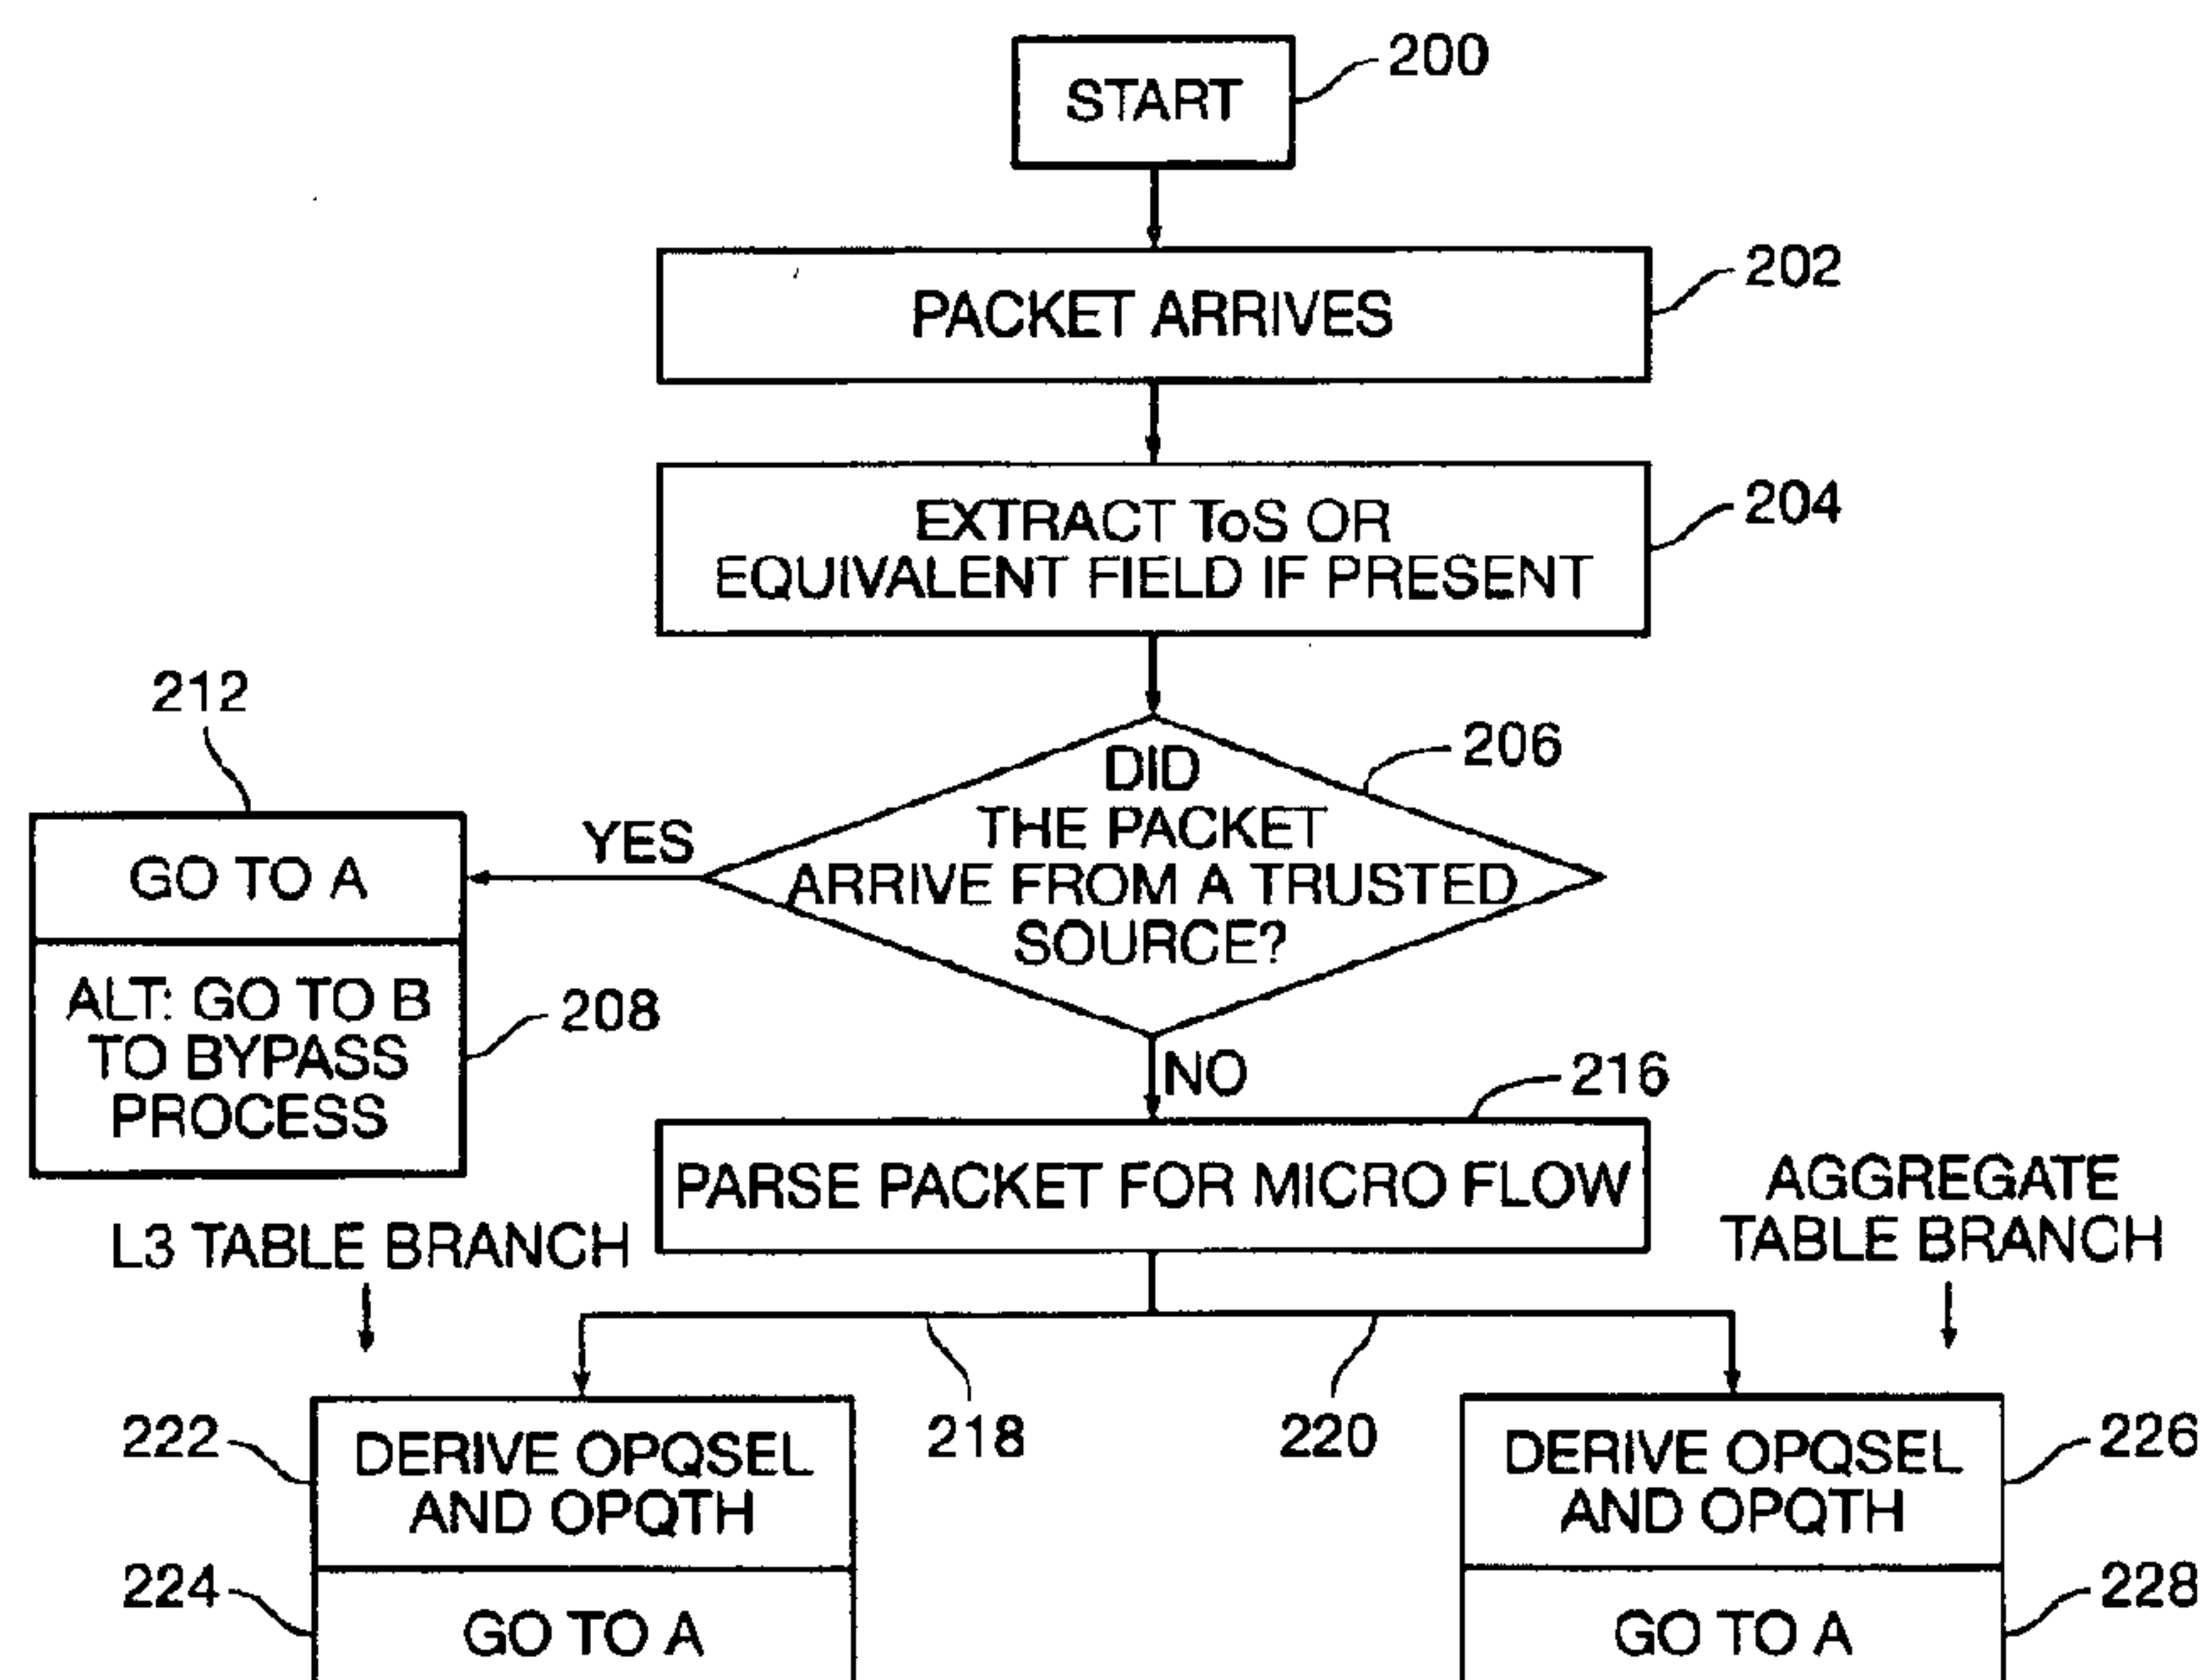 START
200
PACKET ARRIVES
202
EXTRACT ToS OR
EQUIVALENT FIELD IF PRESENT
204
DID
THE PACKET
ARRIVE FROM A TRUSTED
SOURCE?
206
YES
212
GO TO A
ALT: GO TO B
TO BYPASS
PROCESS
208
NO
216
PARSE PACKET FOR MICRO FLOW
L3 TABLE BRANCH
AGGREGATE
TABLE BRANCH
218
220
222
DERIVE OPQSEL
AND OPQTH
224
GO TO A
DERIVE OPQSEL
AND OPQTH
226
GO TO A
228